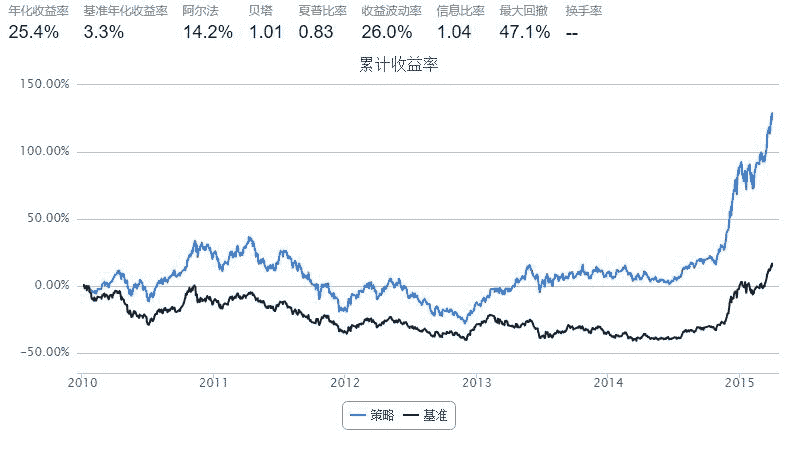 年化收益率 基准年化收益率 阿尔法 贝塔 夏普比率 收益波动率 信息比率 最大回撤 换手率
25.4% 3.3% 14.2% 1.01 0.83 26.0% 1.04 47.1% --
累计收益率
150.00%
100.00%
50.00%
0.00%
-50.00%
2010 2011 2012 2013 2014 2015
策略 基准